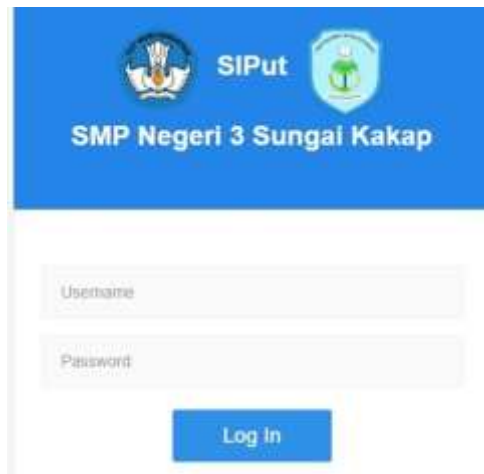 SIPut
SMP Negeri 3 Sungai Kakap
Username
Password
Log In